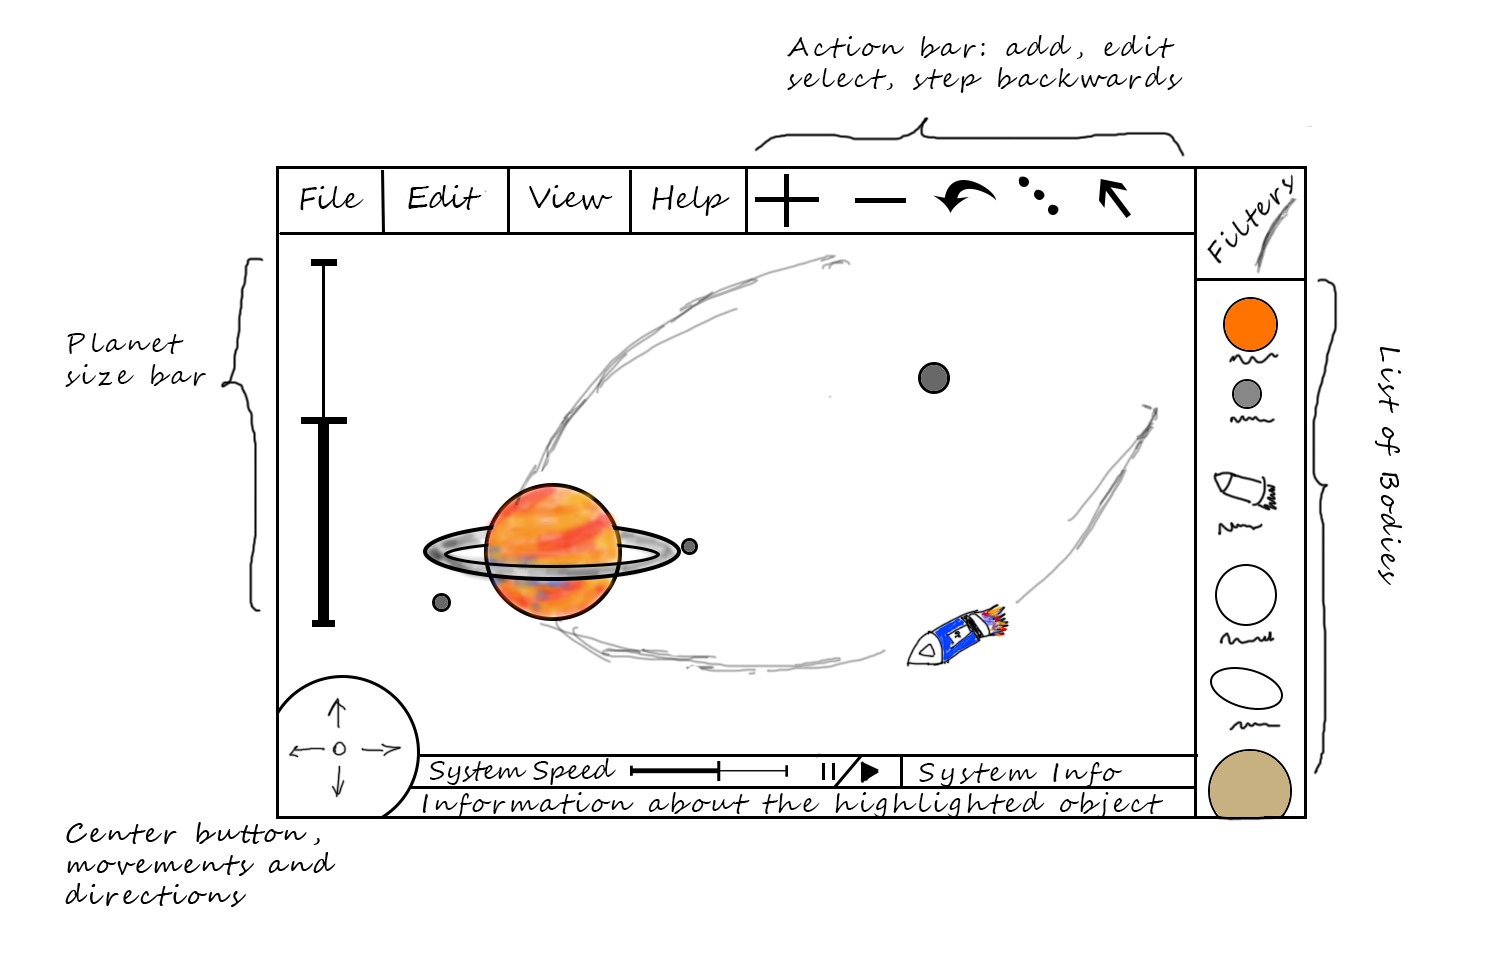 Action bar: add, edit
select, step backwards
File Edit View Help
Filters
Planet
size bar
List of Bodies
System Speed
System Info
Information about the highlighted object
Center button,
movements and
directions